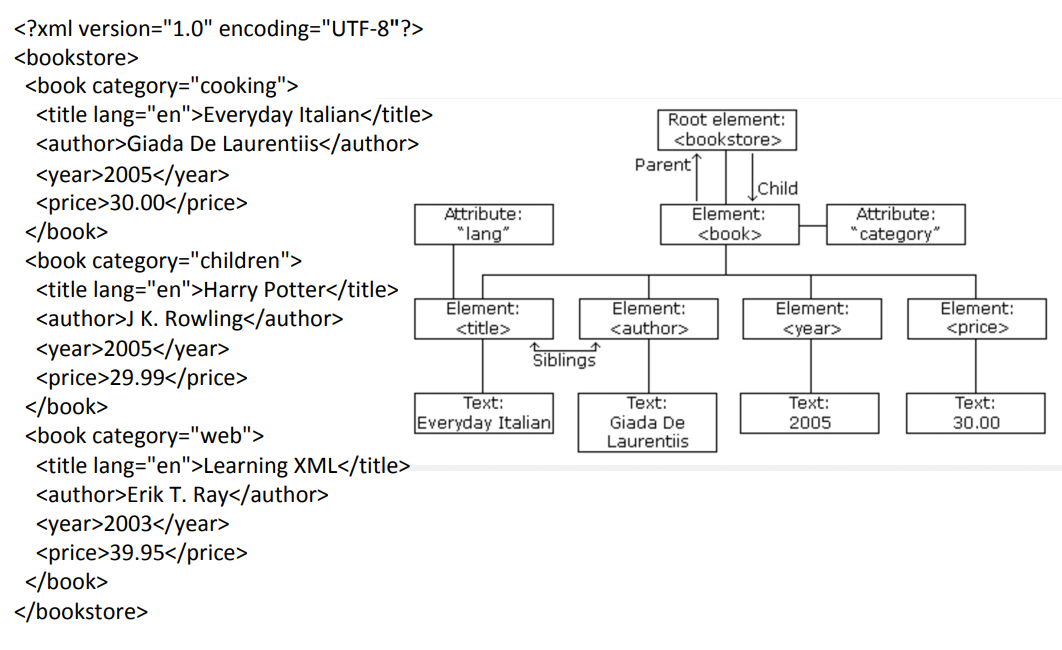 <?xml version="1.0" encoding="UTF-8"?>
<bookstore>
<book category="cooking">
<title lang="en">Everyday Italian</title>
<author>Giada De Laurentiis</author>
<year>2005</year>
<price>30.00</price>
</book>
<book category="children">
<title lang="en">Harry Potter</title>
<author>J K. Rowling</author>
<year>2005</year>
<price>29.99</price>
</book>
<book category="web">
<title lang="en">Learning XML</title>
<author>Erik T. Ray</author>
<year>2003</year>
<price>39.95</price>
</book>
</bookstore>
Root element:
<bookstore>
Parent
Child
Attribute:
"lang"
Element:
<book>
Attribute:
"category"
Element:
<title>
Element:
<author>
Element:
<year>
Element:
<price>
Siblings
Text:
Everyday Italian
Text:
Giada De
Laurentiis
Text:
2005
Text:
30.00